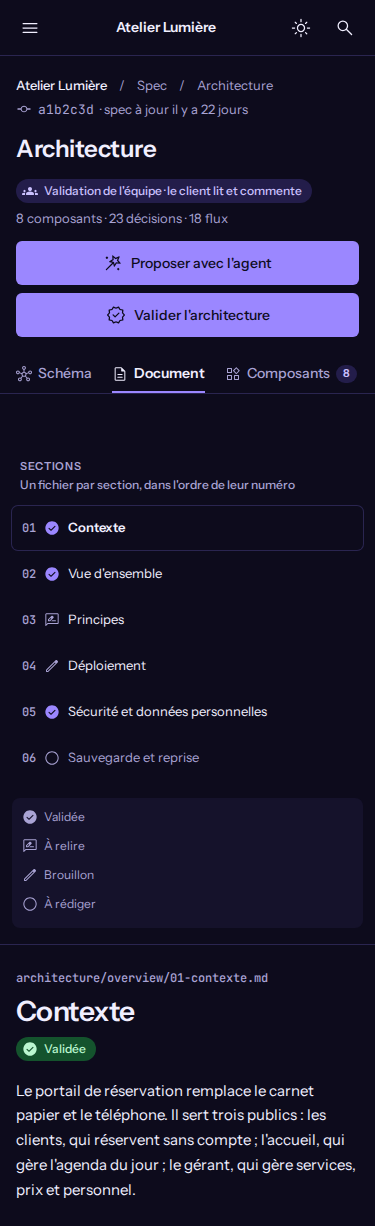 Atelier Lumière
Atelier Lumière / Spec / Architecture
a1b2c3d · spec à jour il y a 22 jours
Architecture
Validation de l'équipe · le client lit et commente
8 composants · 23 décisions · 18 flux
Proposer avec l'agent
Valider l'architecture
Schéma Document Composants 8
SECTIONS
Un fichier par section, dans l'ordre de leur numéro
01 Contexte
02 Vue d'ensemble
03 Principes
04 Déploiement
05 Sécurité et données personnelles
06 Sauvegarde et reprise
Validée
À relire
Brouillon
À rédiger
architecture/overview/01-contexte.md
Contexte
Validée
Le portail de réservation remplace le carnet
papier et le téléphone. Il sert trois publics : les
clients, qui réservent sans compte ; l'accueil, qui
gère l'agenda du jour ; le gérant, qui gère services,
prix et personnel.